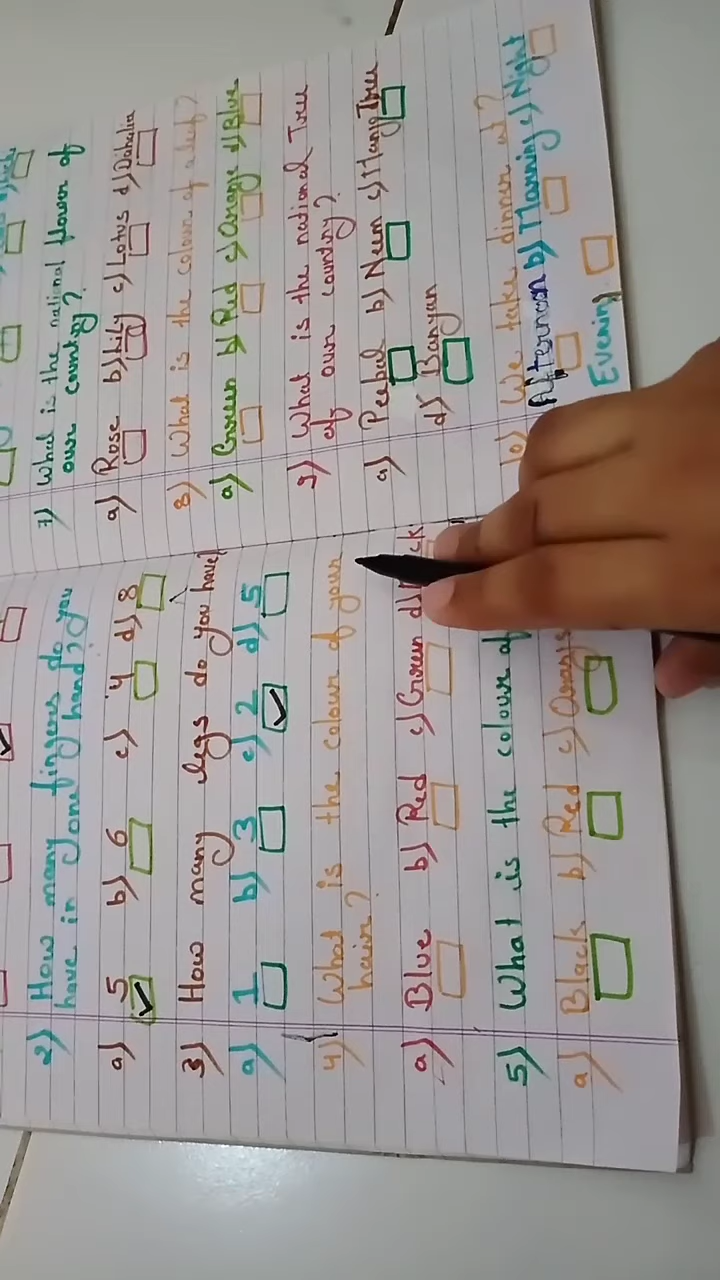 2) How many fingers do you
have in one hand?
a) 5 b) 6 c) 4 d) 8
3) How many legs do you have?
a) 1 b) 3 c) 2 d) 5
4) What is the colour of your
hair?
a) Blue b) Red c) Green d)
5) What is the colour of
a) Black b) Red c)
7) What is the national flower of
our country?
a) Rose b) Lily c) Lotus d) Dahalia
8) What is the colour of a leaf?
a) Green b) Red c) Orange d) Blue
9) What is the national Tree
of our country?
a) Peebal b) Neem c) Mango Tree
d) Banyan
We take dinner at?
Afternoon b) Manning c) Night
Evening